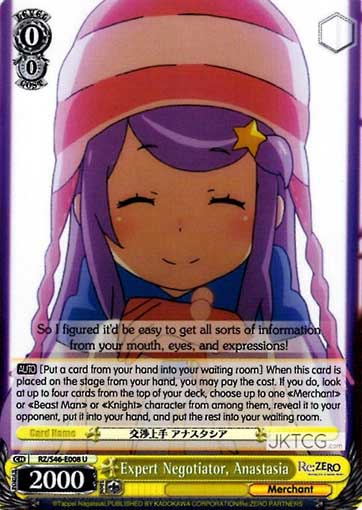 0
0
So I figured it'd be easy to get all sorts of information
from your mouth, eyes, and expressions!
AUTO [Put a card from your hand into your waiting room] When this card is
placed on the stage from your hand, you may pay the cost. If you do, look
at up to four cards from the top of your deck, choose up to one «Merchant»
or «Beast Man» or «Knight» character from among them, reveal it to your
opponent, put it into your hand, and put the rest into your waiting room.
Card Name
交渉上手 アナスタシア
JKTCG.com
CH RZ/S46-E008 U
Expert Negotiator, Anastasia
Re:ZERO
2000
Merchant